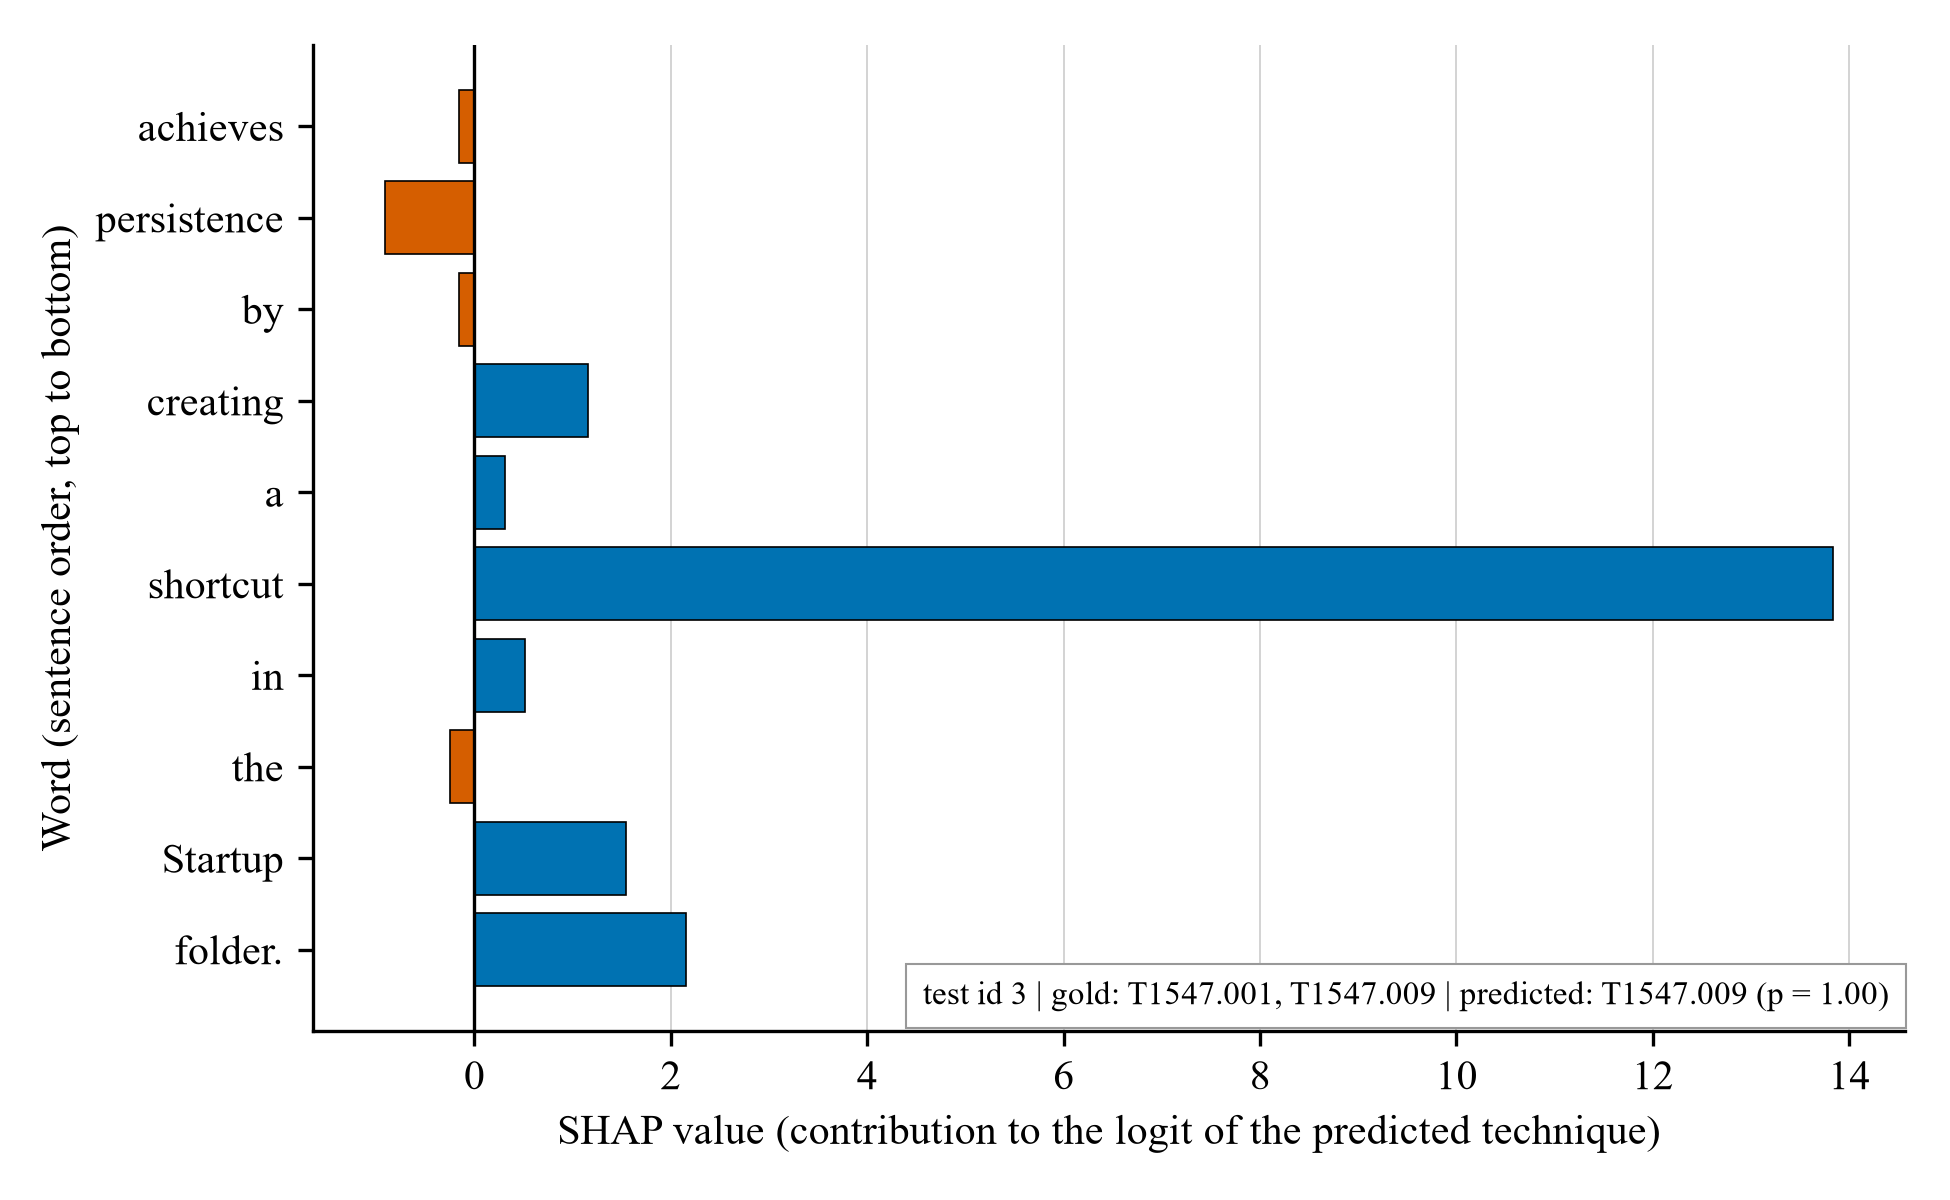 achieves
persistence
by
creating
a
shortcut
in
the
Startup
folder.
Word (sentence order, top to bottom)
test id 3 | gold: T1547.001, T1547.009 | predicted: T1547.009 (p = 1.00)
0 2 4 6 8 10 12 14
SHAP value (contribution to the logit of the predicted technique)